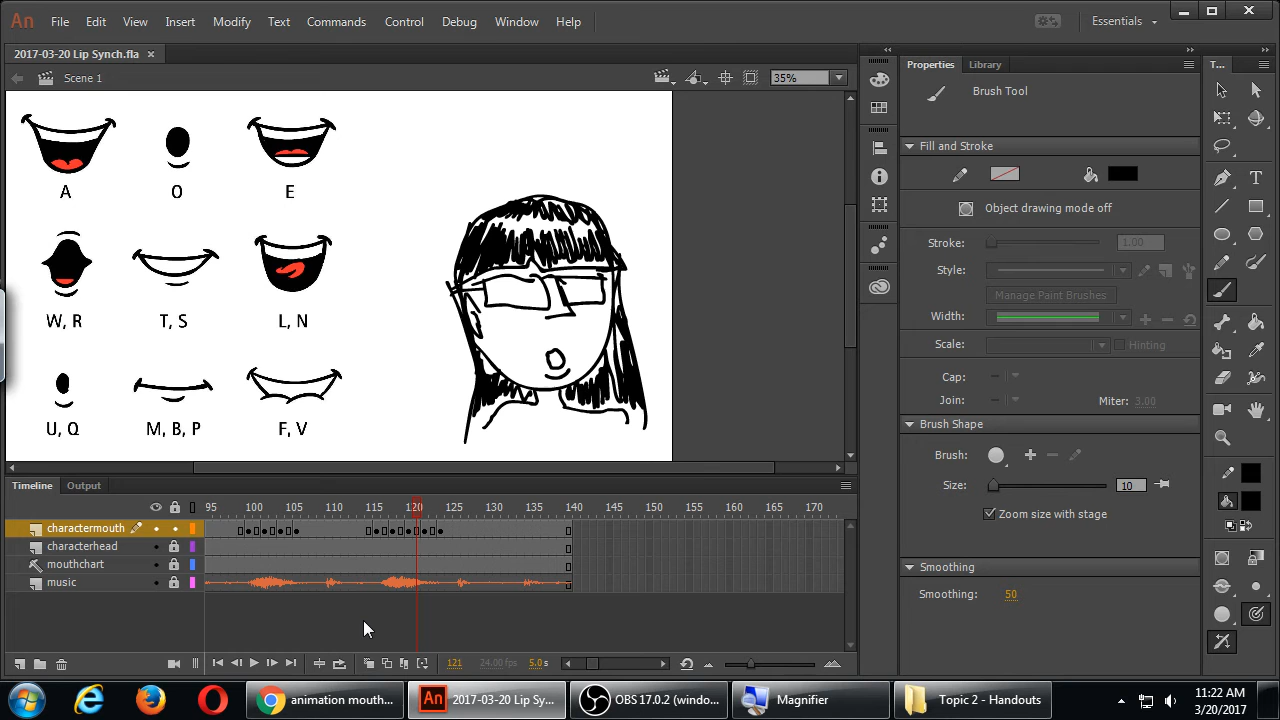 An File Edit View Insert Modify Text Commands Control Debug Window Help Essentials
2017-03-20 Lip Synch.fla ×
Scene 1 35%
Properties Library T...
Brush Tool
Fill and Stroke
Object drawing mode off
Stroke: 1.00
Style:
Manage Paint Brushes
Width:
Scale: Hinting
Cap:
Join: Miter: 3.00
Brush Shape
Brush:
Size: 10
Zoom size with stage
Smoothing
Smoothing: 50
A O E
W, R T, S L, N
U, Q M, B, P F, V
Timeline Output
95 100 105 110 115 120 125 130 135 140 145 150 155 160 165 170
charactermouth
characterhead
mouthchart
music
121 24.00 fps 5.0 s
animation mouth... An 2017-03-20 Lip Sy... OBS 17.0.2 (windo... Magnifier Topic 2 - Handouts
11:22 AM
3/20/2017